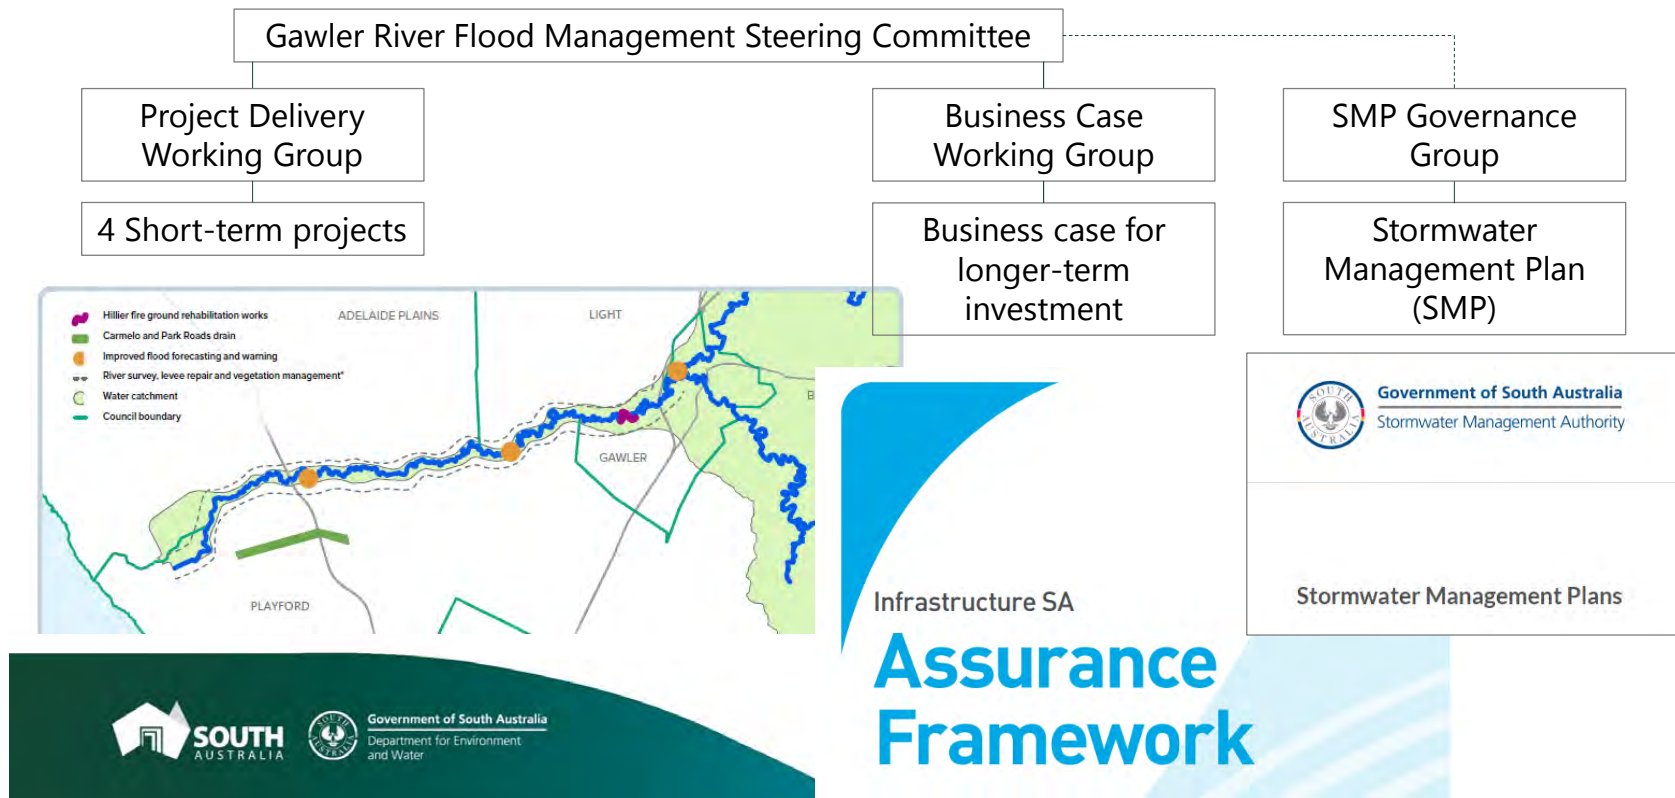 Gawler River Flood Management Steering Committee
Project Delivery
Working Group
Business Case
Working Group
SMP Governance
Group
4 Short-term projects
Business case for
longer-term
investment
Stormwater
Management Plan
(SMP)
Hillier fire ground rehabilitation works
Carmelo and Park Roads drain
Improved flood forecasting and warning
River survey, levee repair and vegetation management*
Water catchment
Council boundary
ADELAIDE PLAINS
LIGHT
B
GAWLER
PLAYFORD
SOUTH
AUSTRALIA
Government of South Australia
Stormwater Management Authority
Stormwater Management Plans
Infrastructure SA
Assurance
Framework
SOUTH
AUSTRALIA
SOUTH
AUSTRALIA
Government of South Australia
Department for Environment
and Water